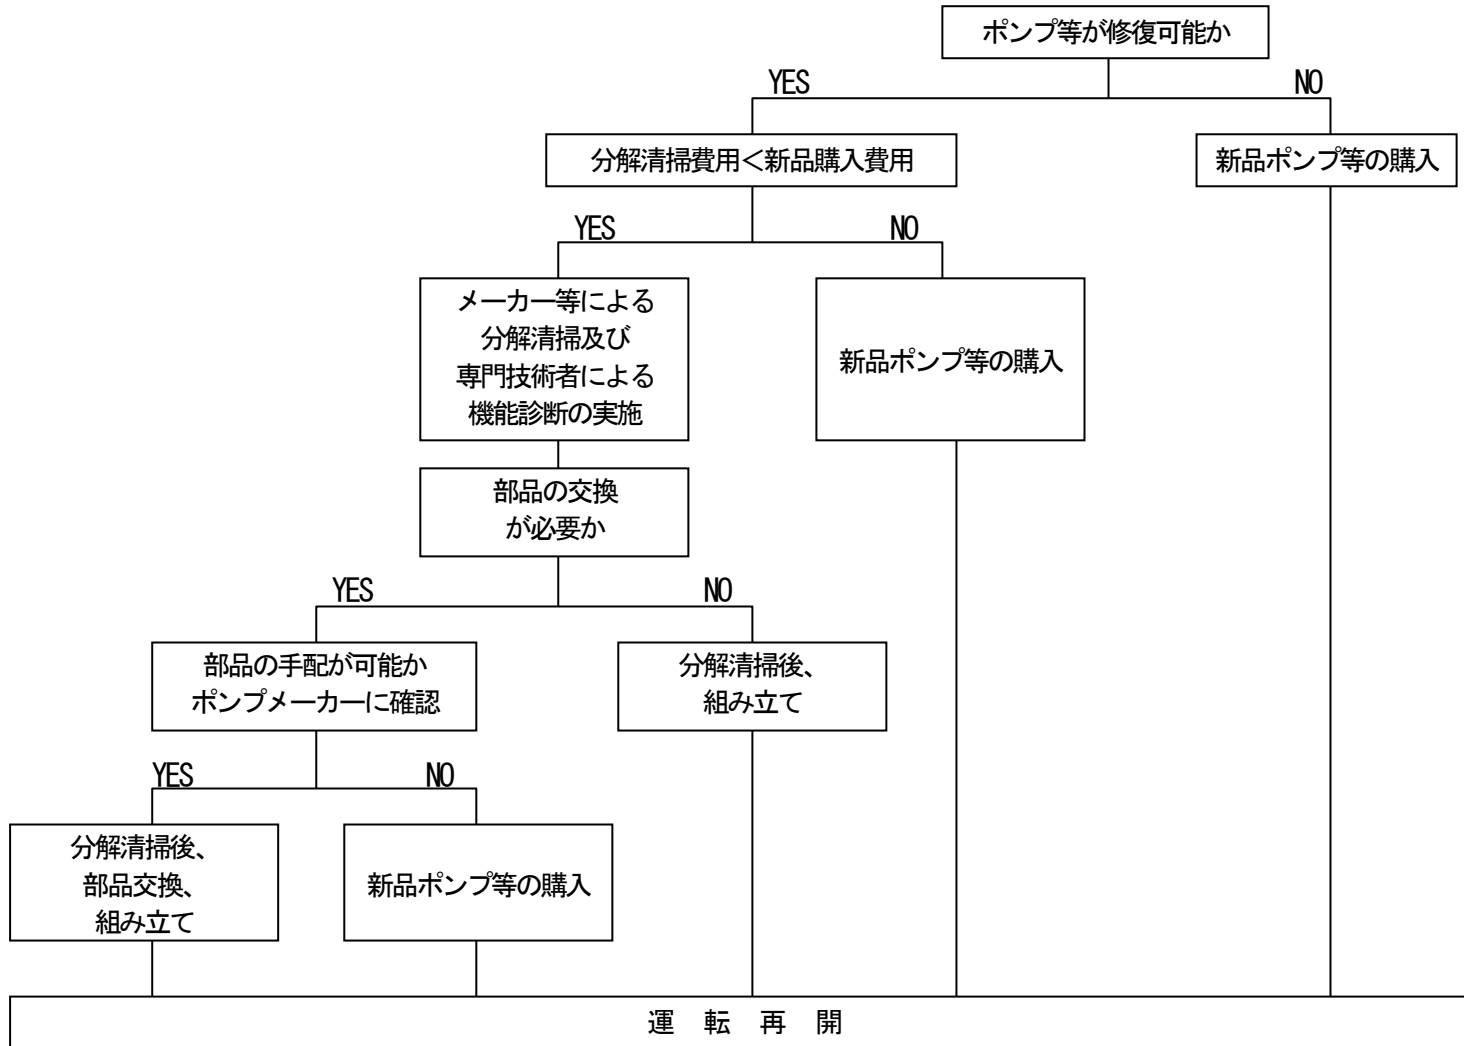 ポンプ等が修復可能か
YES
NO
分解清掃費用＜新品購入費用
新品ポンプ等の購入
YES
NO
メーカー等による
分解清掃及び
専門技術者による
機能診断の実施
新品ポンプ等の購入
部品の交換
が必要か
YES
NO
部品の手配が可能か
ポンプメーカーに確認
分解清掃後、
組み立て
YES
NO
分解清掃後、
部品交換、
組み立て
新品ポンプ等の購入
運　転　再　開